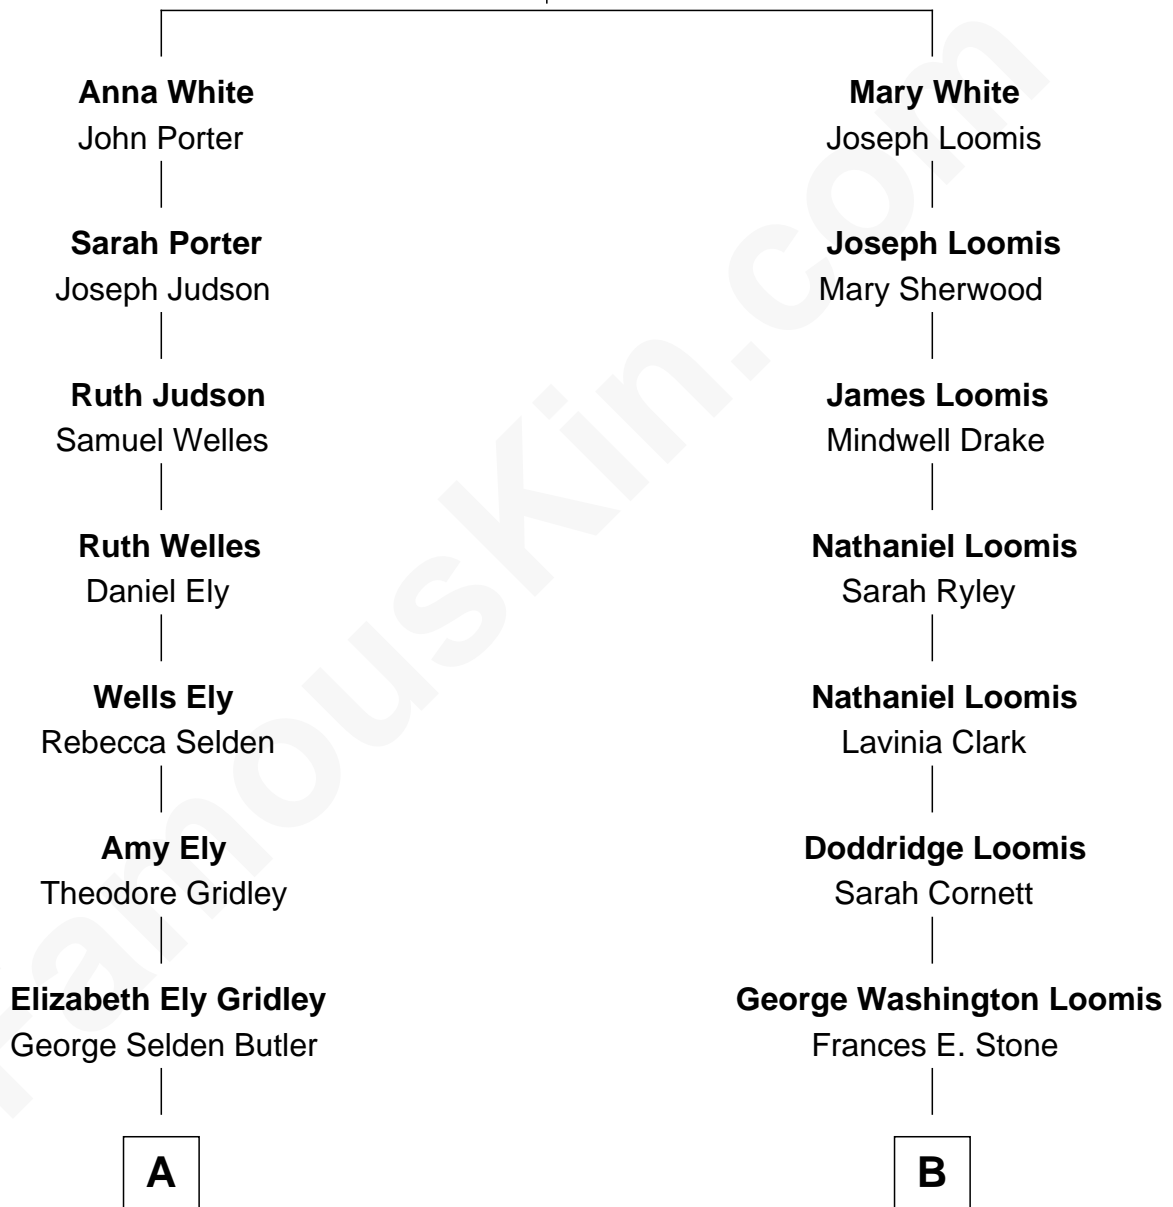 Anna White
John Porter
Mary White
Joseph Loomis
Sarah Porter
Joseph Judson
Joseph Loomis
Mary Sherwood
Ruth Judson
Samuel Welles
James Loomis
Mindwell Drake
Ruth Welles
Daniel Ely
Nathaniel Loomis
Sarah Ryley
Wells Ely
Rebecca Selden
Nathaniel Loomis
Lavinia Clark
Amy Ely
Theodore Gridley
Doddridge Loomis
Sarah Cornett
Elizabeth Ely Gridley
George Selden Butler
George Washington Loomis
Frances E. Stone
A
B
FamousKin.com